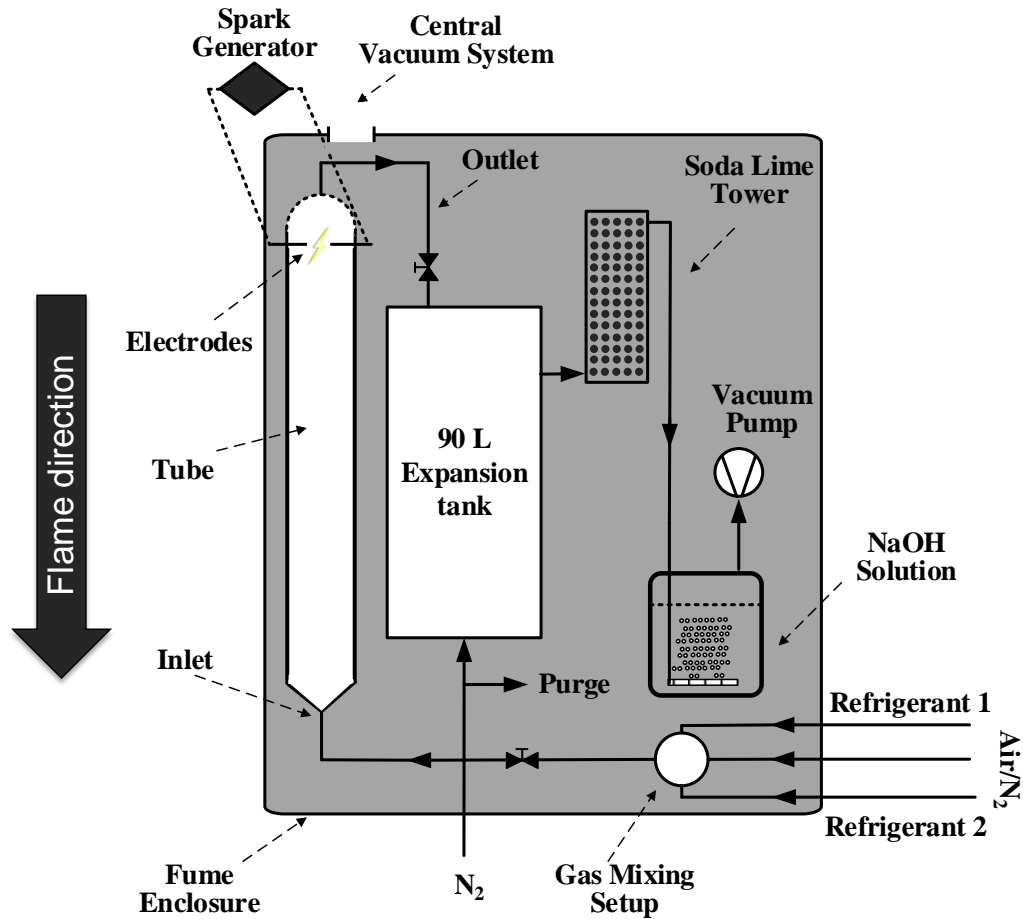 Spark
Generator
Central
Vacuum System
Outlet
Soda Lime
Tower
Electrodes
Flame direction
Tube
90 L
Expansion
tank
Vacuum
Pump
NaOH
Solution
Inlet
Purge
Refrigerant 1
Air/N₂
Refrigerant 2
Fume
Enclosure
N₂
Gas Mixing
Setup